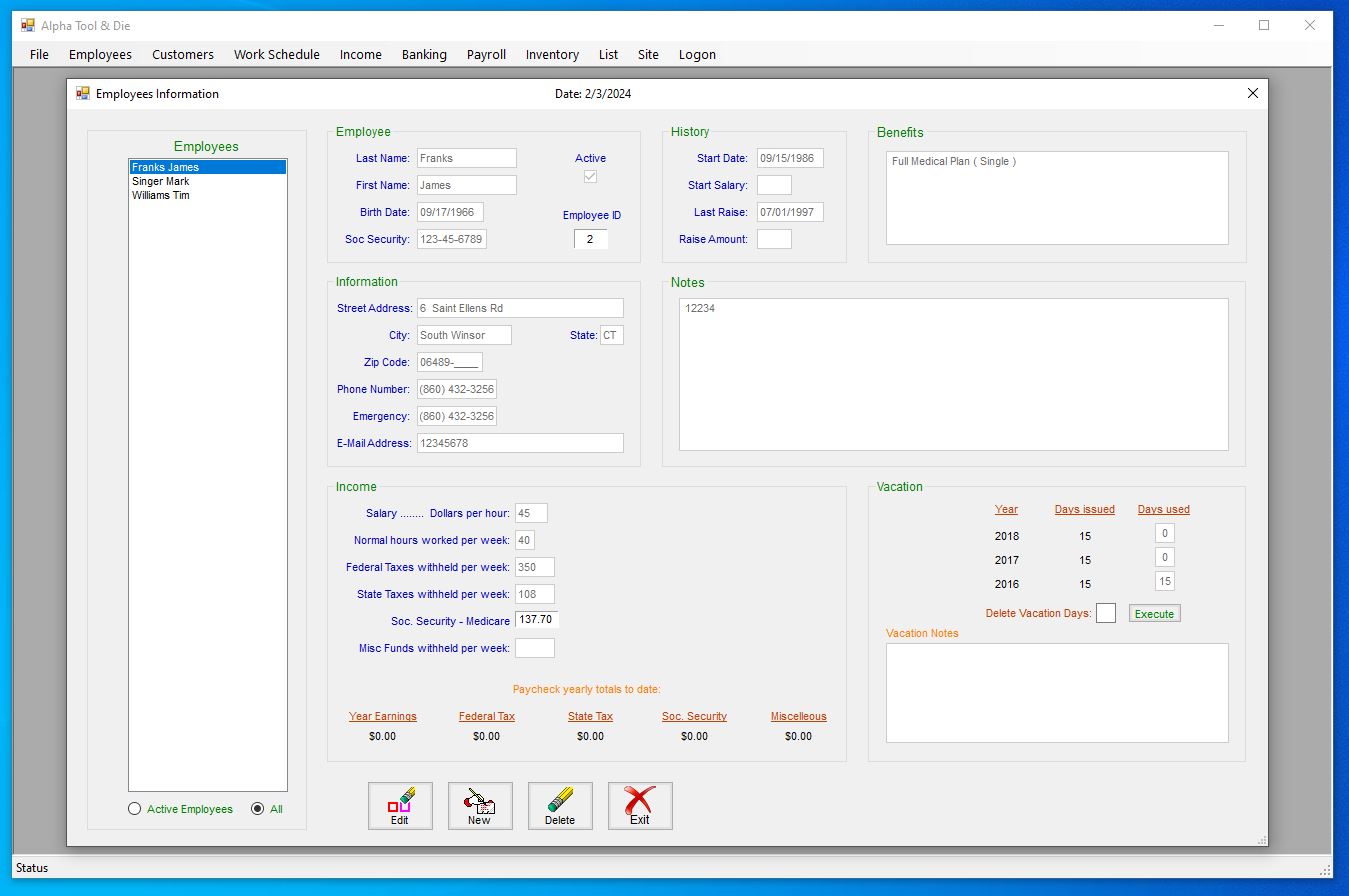 Alpha Tool & Die
File Employees Customers Work Schedule Income Banking Payroll Inventory List Site Logon
Employees Information Date: 2/3/2024
Employees
Franks James
Singer Mark
Williams Tim
Active Employees All
Employee
Last Name: Franks Active
First Name: James
Birth Date: 09/17/1966 Employee ID
Soc Security: 123-45-6789 2
History
Start Date: 09/15/1986
Start Salary:
Last Raise: 07/01/1997
Raise Amount:
Benefits
Full Medical Plan ( Single )
Information
Street Address: 6 Saint Ellens Rd
City: South Winsor State: CT
Zip Code: 06489-____
Phone Number: (860) 432-3256
Emergency: (860) 432-3256
E-Mail Address: 12345678
Notes
12234
Income
Salary ........ Dollars per hour: 45
Normal hours worked per week: 40
Federal Taxes withheld per week: 350
State Taxes withheld per week: 108
Soc. Security - Medicare 137.70
Misc Funds withheld per week:
Paycheck yearly totals to date:
Year Earnings Federal Tax State Tax Soc. Security Miscelleous
$0.00 $0.00 $0.00 $0.00 $0.00
Vacation
Year Days issued Days used
2018 15 0
2017 15 0
2016 15 15
Delete Vacation Days: Execute
Vacation Notes
Edit New Delete Exit
Status